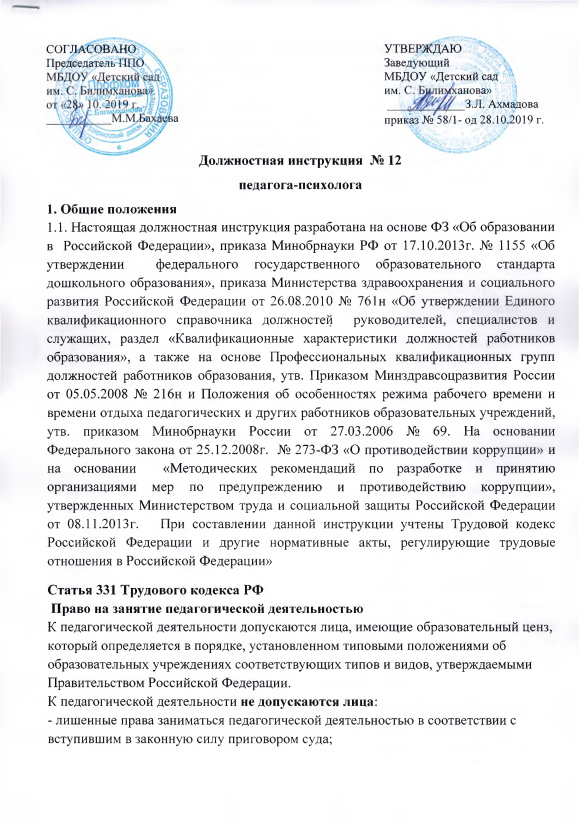 СОГЛАСОВАНО
Председатель ППО
МБДОУ «Детский сад
им. С. Билимханова»
от «28» 10. 2019 г.
М.М.Бахаева
УТВЕРЖДАЮ
Заведующий
МБДОУ «Детский сад
им. С. Билимханова»
З.Л. Ахмадова
приказ № 58/1- од 28.10.2019 г.
Должностная инструкция № 12
педагога-психолога
1. Общие положения
1.1. Настоящая должностная инструкция разработана на основе ФЗ «Об образовании
в Российской Федерации», приказа Минобрнауки РФ от 17.10.2013г. № 1155 «Об
утверждении федерального государственного образовательного стандарта
дошкольного образования», приказа Министерства здравоохранения и социального
развития Российской Федерации от 26.08.2010 № 761н «Об утверждении Единого
квалификационного справочника должностей руководителей, специалистов и
служащих, раздел «Квалификационные характеристики должностей работников
образования», а также на основе Профессиональных квалификационных групп
должностей работников образования, утв. Приказом Минздравсоцразвития России
от 05.05.2008 № 216н и Положения об особенностях режима рабочего времени и
времени отдыха педагогических и других работников образовательных учреждений,
утв. приказом Минобрнауки России от 27.03.2006 № 69. На основании
Федерального закона от 25.12.2008г. № 273-ФЗ «О противодействии коррупции» и
на основании «Методических рекомендаций по разработке и принятию
организациями мер по предупреждению и противодействию коррупции»,
утвержденных Министерством труда и социальной защиты Российской Федерации
от 08.11.2013г. При составлении данной инструкции учтены Трудовой кодекс
Российской Федерации и другие нормативные акты, регулирующие трудовые
отношения в Российской Федерации»
Статья 331 Трудового кодекса РФ
Право на занятие педагогической деятельностью
К педагогической деятельности допускаются лица, имеющие образовательный ценз,
который определяется в порядке, установленном типовыми положениями об
образовательных учреждениях соответствующих типов и видов, утверждаемыми
Правительством Российской Федерации.
К педагогической деятельности не допускаются лица:
- лишенные права заниматься педагогической деятельностью в соответствии с
вступившим в законную силу приговором суда;